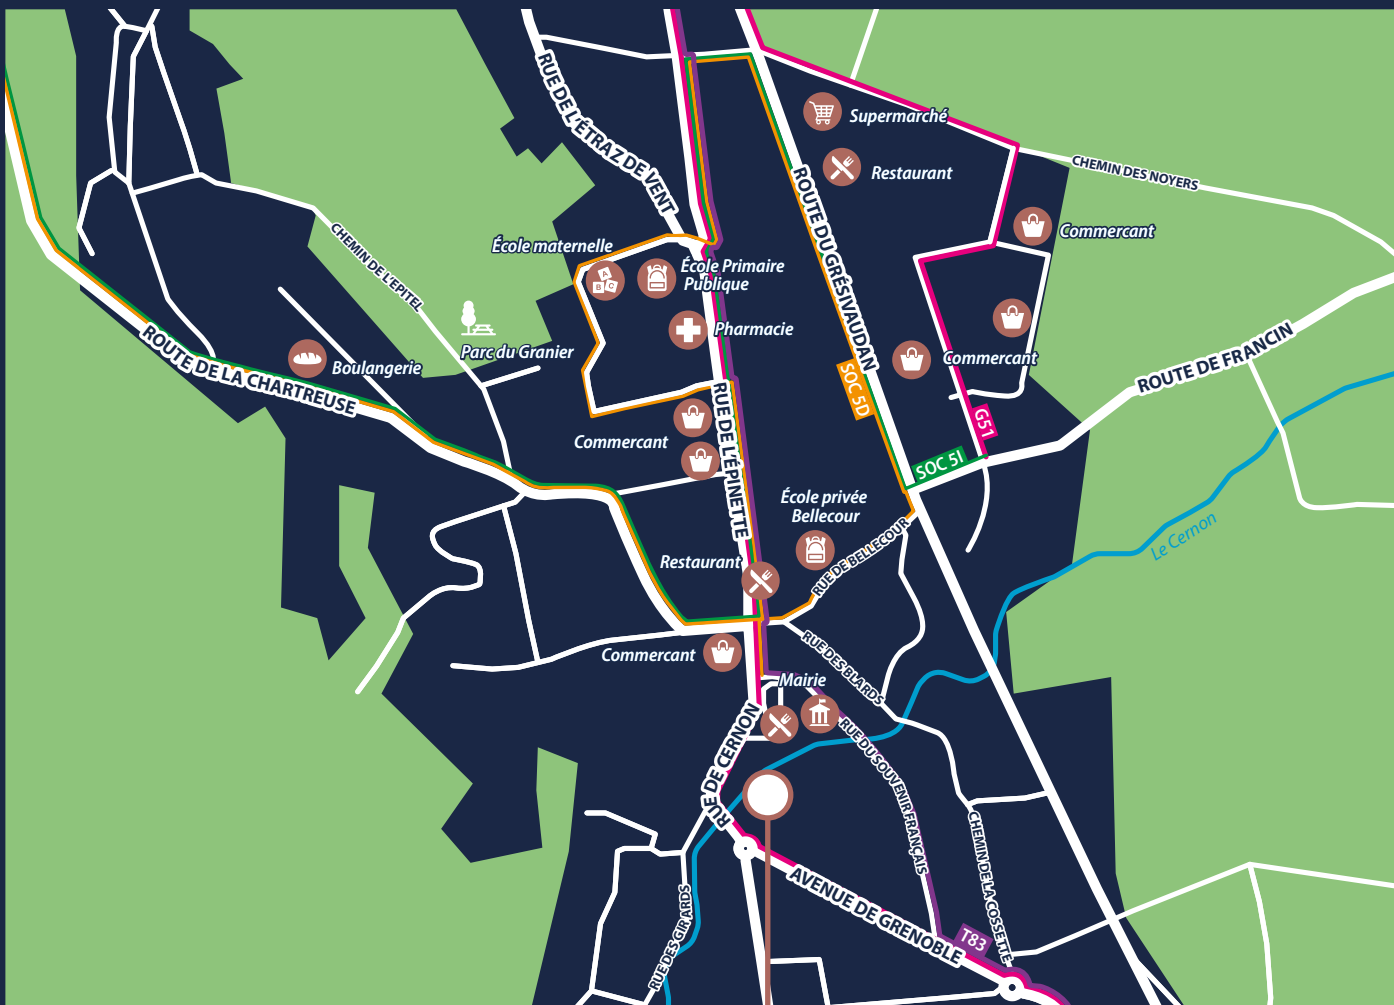 RUE DE L'ÉTRAZ DE VENT
Supermarché
Restaurant
CHEMIN DES NOYERS
ROUTE DU GRÉSIVAUDAN
Commercant
École maternelle
A
B C
École Primaire
Publique
CHEMIN DE L'EPITEL
Pharmacie
Parc du Granier
ROUTE DE LA CHARTREUSE
Boulangerie
Commercant
ROUTE DE FRANCIN
SOC 5D
G51
RUE DE L'ÉPINETTE
Commercant
SOC 5I
École privée
Bellecour
Le Cernon
Restaurant
RUE DE BELLECOUR
Commercant
RUE DES BLARDS
Mairie
RUE DE CERNON
RUE DU SOUVENIR FRANÇAIS
CHEMIN DE LA COSSETTE
AVENUE DE GRENOBLE
T83
RUE DES GIRARDS